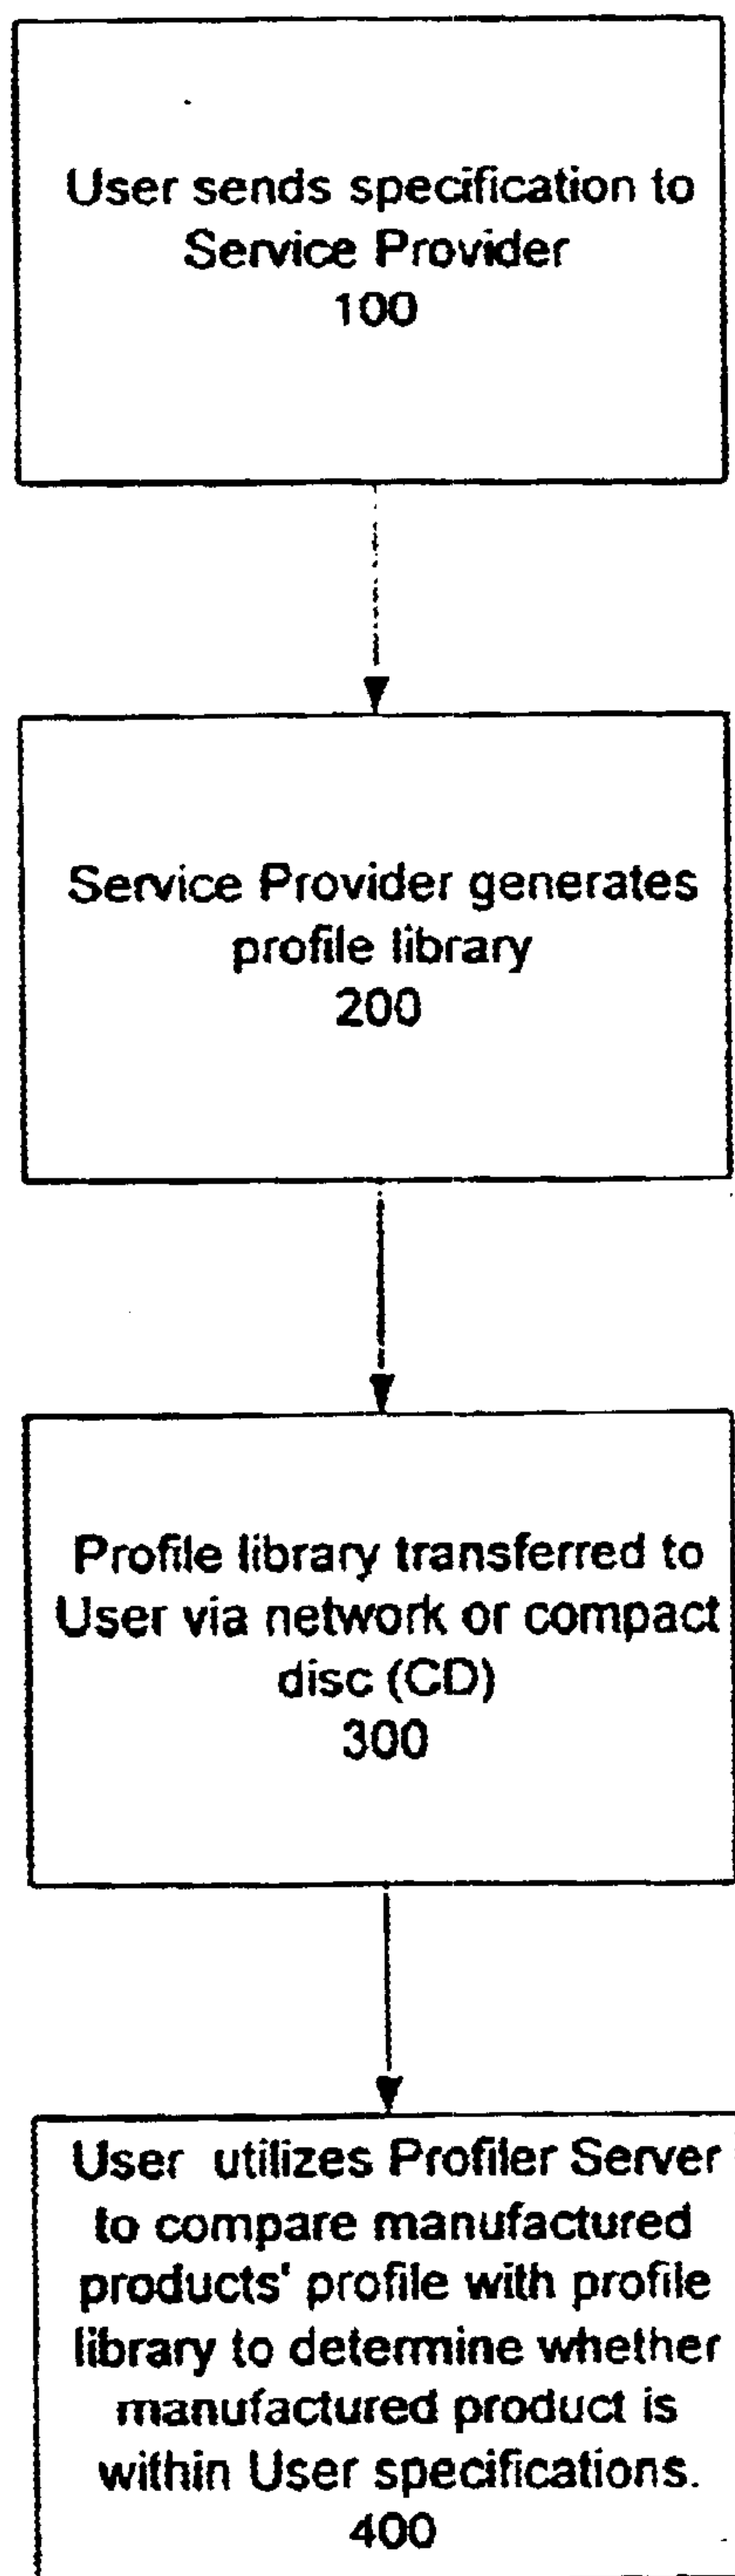 User sends specification to
Service Provider
100
Service Provider generates
profile library
200
Profile library transferred to
User via network or compact
disc (CD)
300
User utilizes Profiler Server
to compare manufactured
products' profile with profile
library to determine whether
manufactured product is
within User specifications.
400